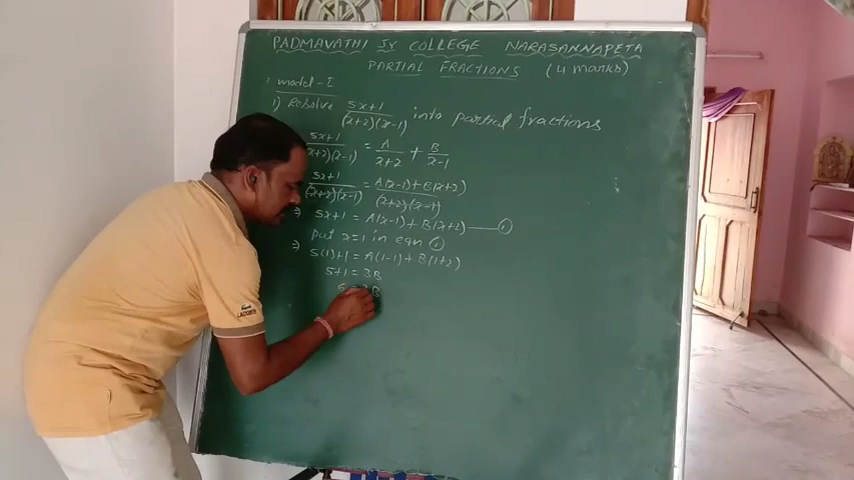 PADMAVATHI Jr COLLEGE NARASANNAPETA
PARTIAL FRACTIONS (4 marks)
model-I
1) Resolve 5x+1/(x+2)(x-1) into partial fractions
5x+1/(x+2)(x-1) = A/x+2 + B/x-1
5x+1/(x+2)(x-1) = A(x-1)+B(x+2)/(x+2)(x-1)
⇒ 5x+1 = A(x-1)+B(x+2) —— ①
Put x=1 in eqn ①
⇒ 5(1)+1 = A(1-1)+B(1+2)
5+1 = 3B
B
LACOSTE